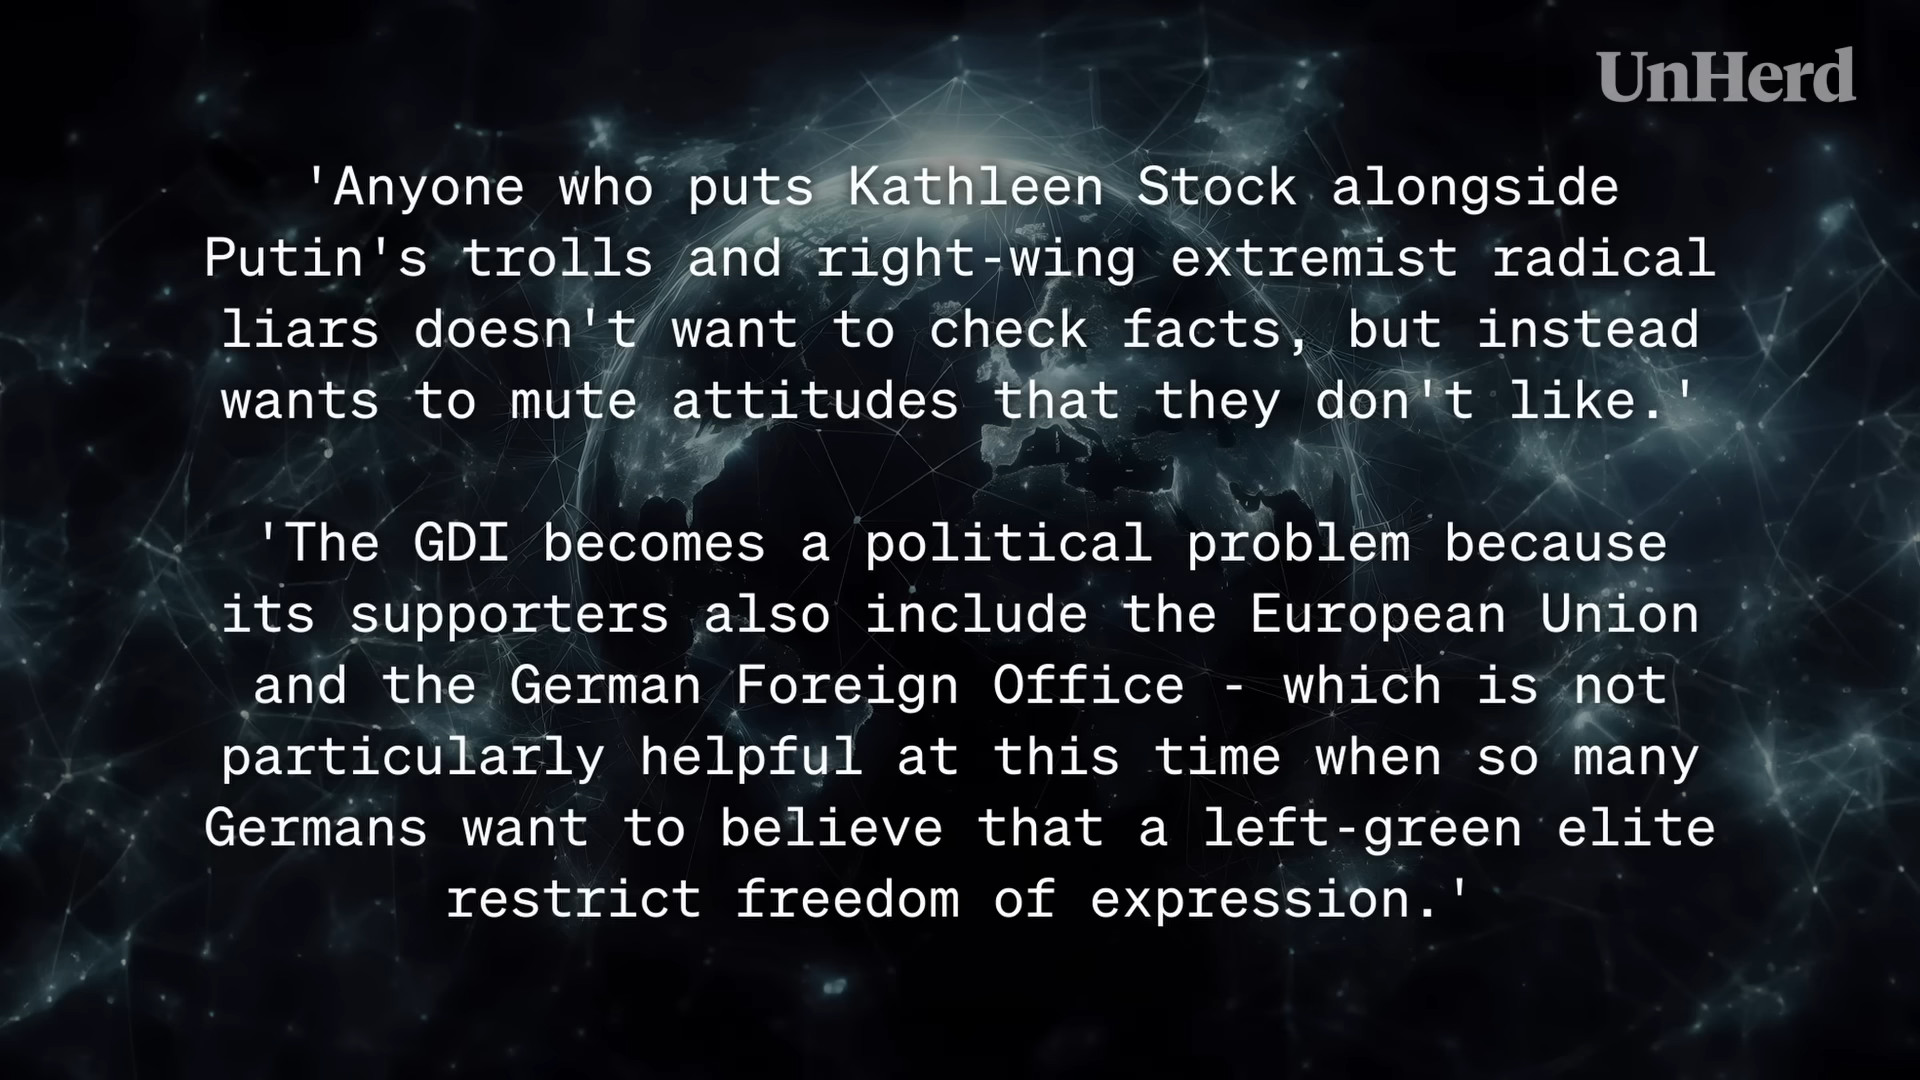 UnHerd
'Anyone who puts Kathleen Stock alongside
Putin's trolls and right-wing extremist radical
liars doesn't want to check facts, but instead
wants to mute attitudes that they don't like.'
'The GDI becomes a political problem because
its supporters also include the European Union
and the German Foreign Office - which is not
particularly helpful at this time when so many
Germans want to believe that a left-green elite
restrict freedom of expression.'